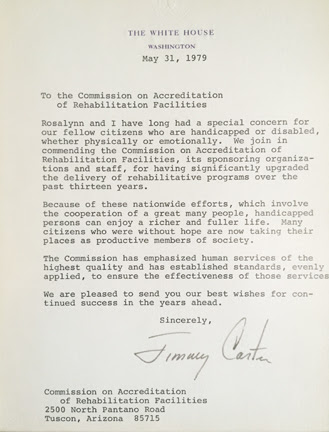 THE WHITE HOUSE
WASHINGTON
May 31, 1979
To the Commission on Accreditation
of Rehabilitation Facilities
Rosalynn and I have long had a special concern for
our fellow citizens who are handicapped or disabled,
whether physically or emotionally. We join in
commending the Commission on Accreditation of
Rehabilitation Facilities, its sponsoring organiza-
tions and staff, for having significantly upgraded
the delivery of rehabilitative programs over the
past thirteen years.
Because of these nationwide efforts, which involve
the cooperation of a great many people, handicapped
persons can enjoy a richer and fuller life. Many
citizens who were without hope are now taking their
places as productive members of society.
The Commission has emphasized human services of the
highest quality and has established standards, evenly
applied, to ensure the effectiveness of those services
We are pleased to send you our best wishes for con-
tinued success in the years ahead.
Sincerely,
Jimmy Carter
Commission on Accreditation
of Rehabilitation Facilities
2500 North Pantano Road
Tuscon, Arizona 85715